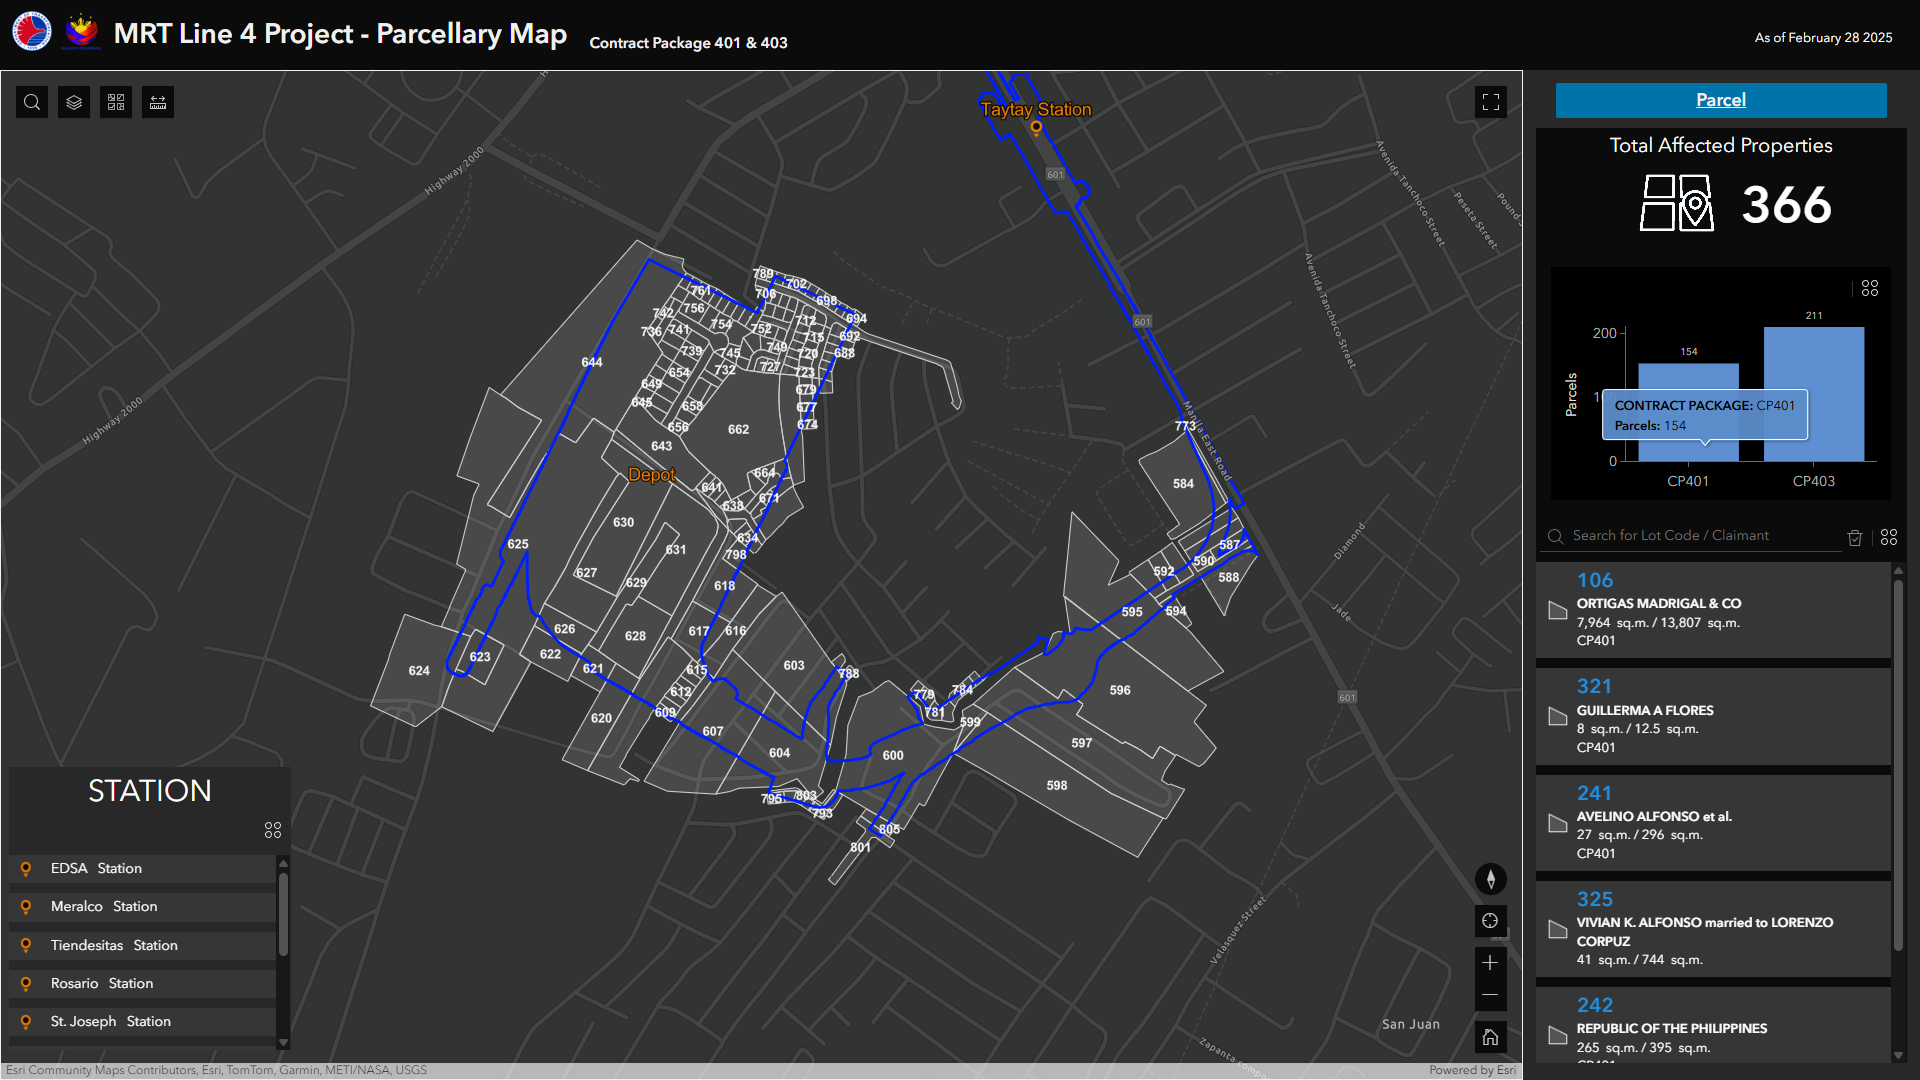 MRT Line 4 Project - Parcellary Map
Contract Package 401 & 403
As of February 28 2025
Taytay Station
601
Highway 2000
Avenida Tanchoco Street
Peseta Street
Pound
Avenida Tanchoco Street
601
Highway 2000
Manila East Road
Depot
Diamond
Jade
601
Velasquez Street
San Juan
789
702
761
706
698
742
756
694
712
754
736
741
752
692
715
749
739
745
720
688
727
732
723
654
649
679
645
658
677
656
674
662
643
644
773
584
664
641
671
638
630
634
625
631
798
587
590
592
588
627
629
618
595
594
626
617
616
628
622
621
623
624
603
615
788
612
609
596
779
784
781
599
620
607
604
600
597
598
795
803
793
805
801
STATION
EDSA Station
Meralco Station
Tiendesitas Station
Rosario Station
St. Joseph Station
Esri Community Maps Contributors, Esri, TomTom, Garmin, METI/NASA, USGS
Powered by Esri
Parcel
Total Affected Properties
366
211
200
154
Parcels
CONTRACT PACKAGE: CP401
Parcels: 154
0
CP401
CP403
Search for Lot Code / Claimant
106
ORTIGAS MADRIGAL & CO
7,964 sq.m. / 13,807 sq.m.
CP401
321
GUILLERMA A FLORES
8 sq.m. / 12.5 sq.m.
CP401
241
AVELINO ALFONSO et al.
27 sq.m. / 296 sq.m.
CP401
325
VIVIAN K. ALFONSO married to LORENZO
CORPUZ
41 sq.m. / 744 sq.m.
242
REPUBLIC OF THE PHILIPPINES
265 sq.m. / 395 sq.m.